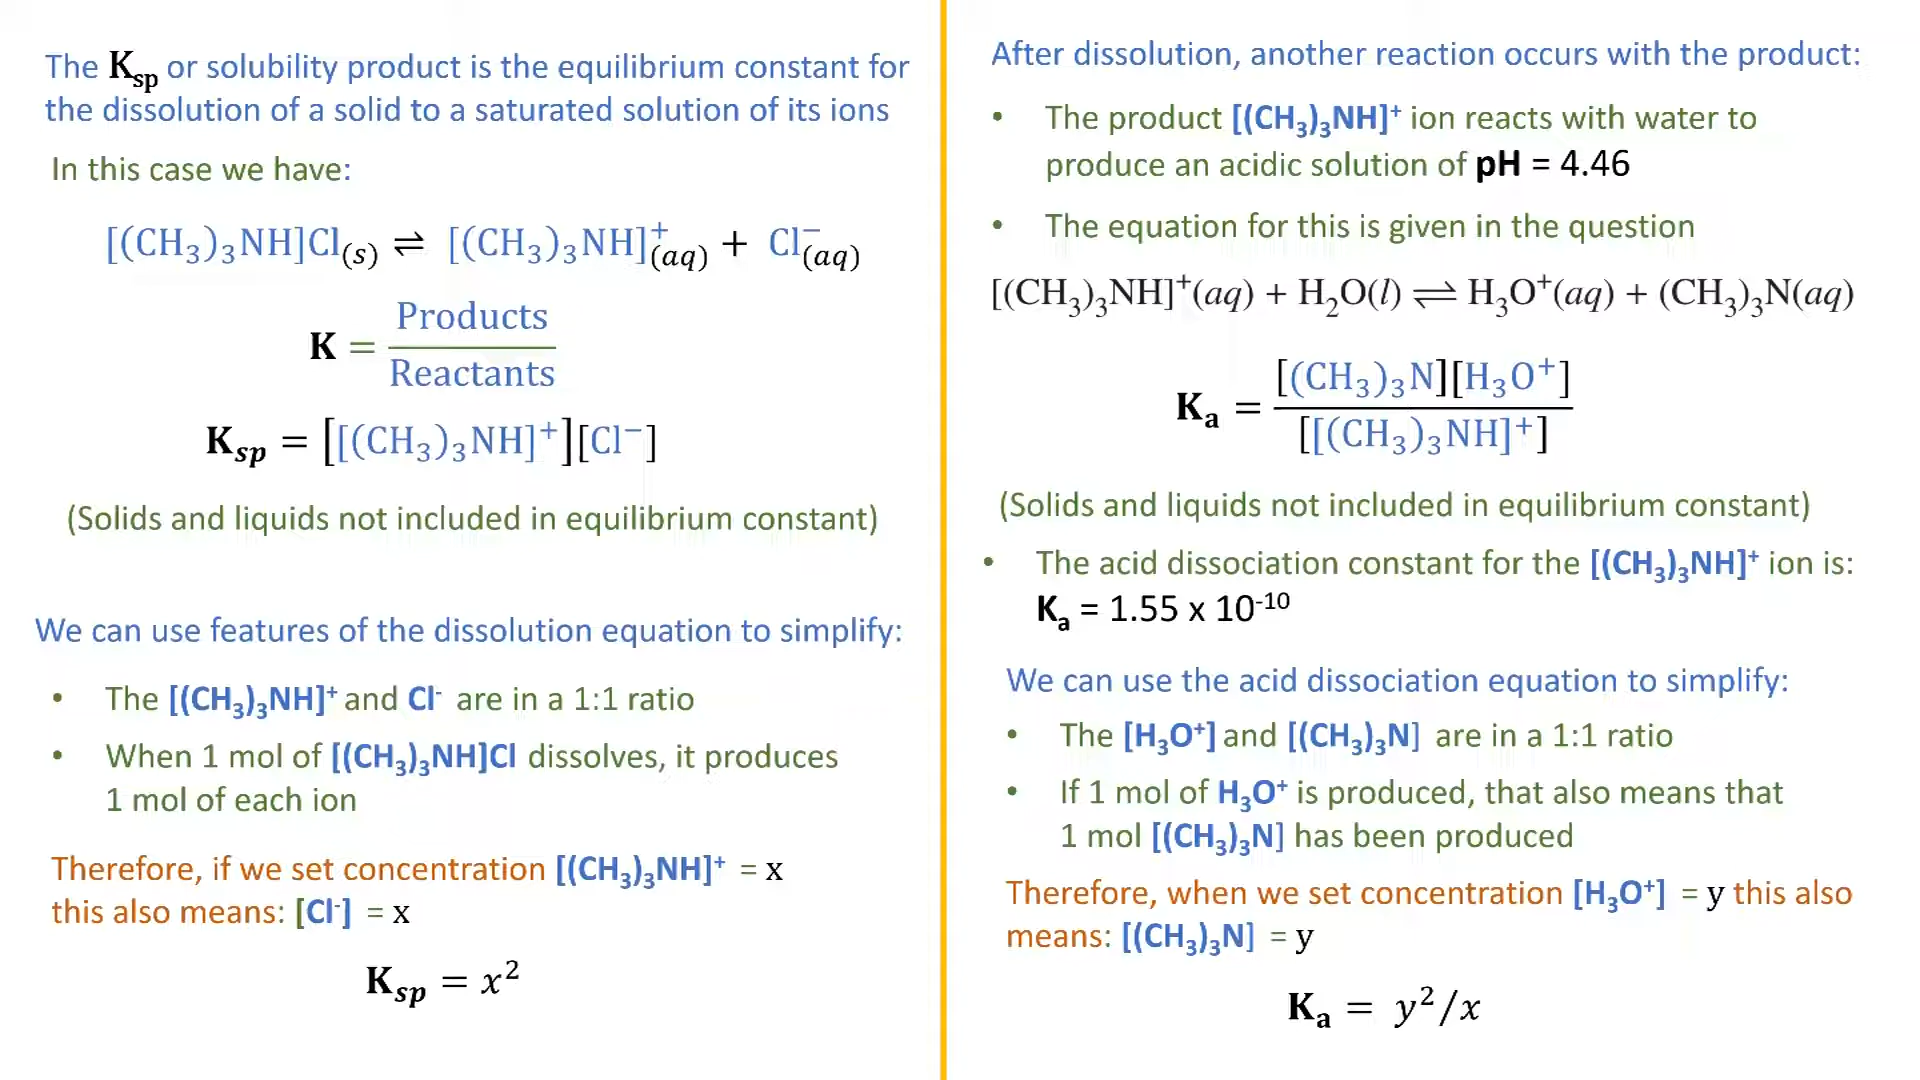 The Ksp or solubility product is the equilibrium constant for
the dissolution of a solid to a saturated solution of its ions
In this case we have:
[(CH₃)₃NH]Cl(s) ⇌ [(CH₃)₃NH]⁺(aq) + Cl⁻(aq)
K = Products / Reactants
Ksp = [[(CH₃)₃NH]⁺][Cl⁻]
(Solids and liquids not included in equilibrium constant)
We can use features of the dissolution equation to simplify:
• The [(CH₃)₃NH]⁺ and Cl⁻ are in a 1:1 ratio
• When 1 mol of [(CH₃)₃NH]Cl dissolves, it produces
1 mol of each ion
Therefore, if we set concentration [(CH₃)₃NH]⁺ = x
this also means: [Cl⁻] = x
Ksp = x²
After dissolution, another reaction occurs with the product:
• The product [(CH₃)₃NH]⁺ ion reacts with water to
produce an acidic solution of pH = 4.46
• The equation for this is given in the question
[(CH₃)₃NH]⁺(aq) + H₂O(l) ⇌ H₃O⁺(aq) + (CH₃)₃N(aq)
Ka = [(CH₃)₃N][H₃O⁺] / [[(CH₃)₃NH]⁺]
(Solids and liquids not included in equilibrium constant)
• The acid dissociation constant for the [(CH₃)₃NH]⁺ ion is:
Ka = 1.55 x 10⁻¹⁰
We can use the acid dissociation equation to simplify:
• The [H₃O⁺] and [(CH₃)₃N] are in a 1:1 ratio
• If 1 mol of H₃O⁺ is produced, that also means that
1 mol [(CH₃)₃N] has been produced
Therefore, when we set concentration [H₃O⁺] = y this also
means: [(CH₃)₃N] = y
Ka = y²/x